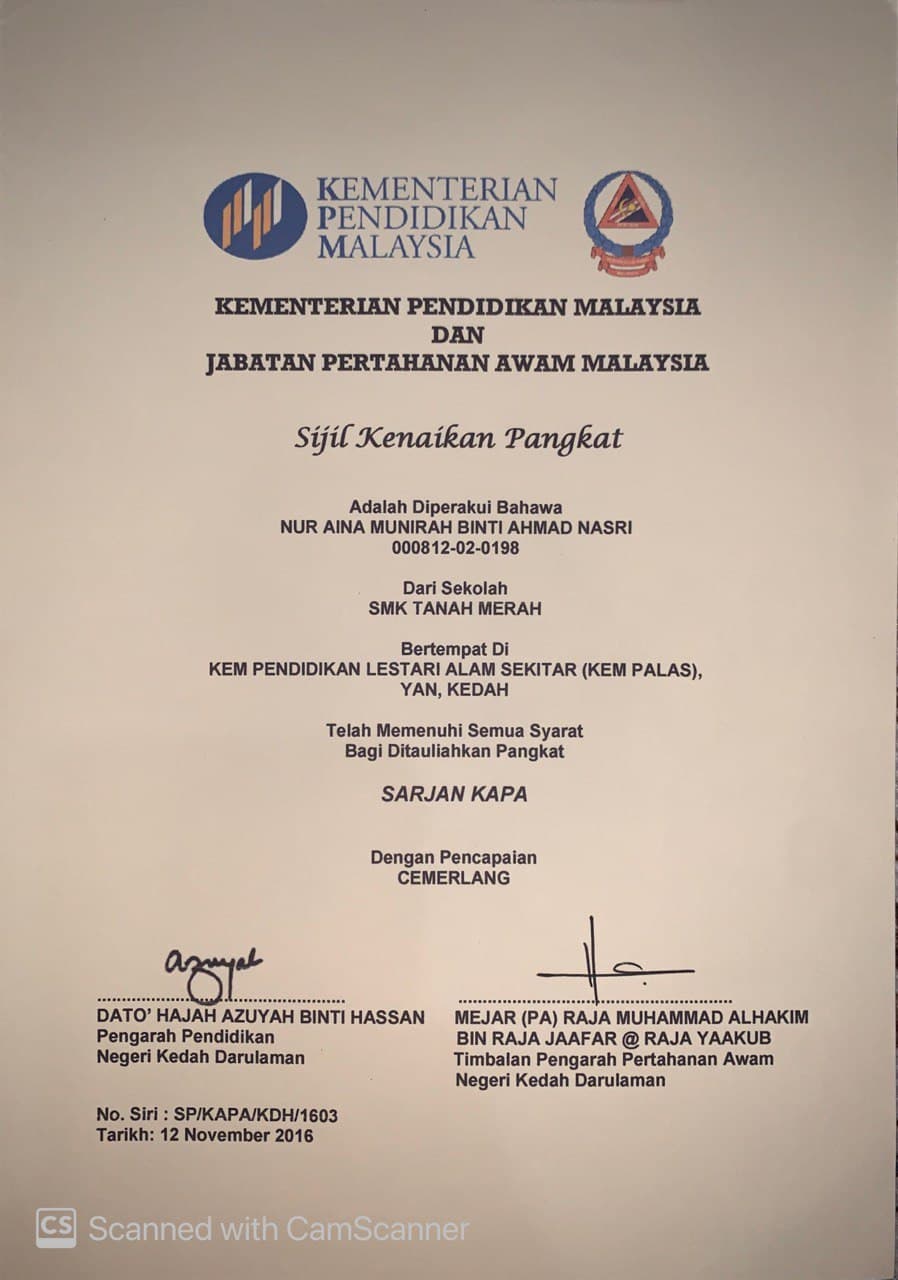 KEMENTERIAN
PENDIDIKAN
MALAYSIA
KEMENTERIAN PENDIDIKAN MALAYSIA
DAN
JABATAN PERTAHANAN AWAM MALAYSIA
Sijil Kenaikan Pangkat
Adalah Diperakui Bahawa
NUR AINA MUNIRAH BINTI AHMAD NASRI
000812-02-0198
Dari Sekolah
SMK TANAH MERAH
Bertempat Di
KEM PENDIDIKAN LESTARI ALAM SEKITAR (KEM PALAS),
YAN, KEDAH
Telah Memenuhi Semua Syarat
Bagi Ditauliahkan Pangkat
SARJAN KAPA
Dengan Pencapaian
CEMERLANG
azuyah
DATO' HAJAH AZUYAH BINTI HASSAN
Pengarah Pendidikan
Negeri Kedah Darulaman
MEJAR (PA) RAJA MUHAMMAD ALHAKIM
BIN RAJA JAAFAR @ RAJA YAAKUB
Timbalan Pengarah Pertahanan Awam
Negeri Kedah Darulaman
No. Siri : SP/KAPA/KDH/1603
Tarikh: 12 November 2016
CS Scanned with CamScanner